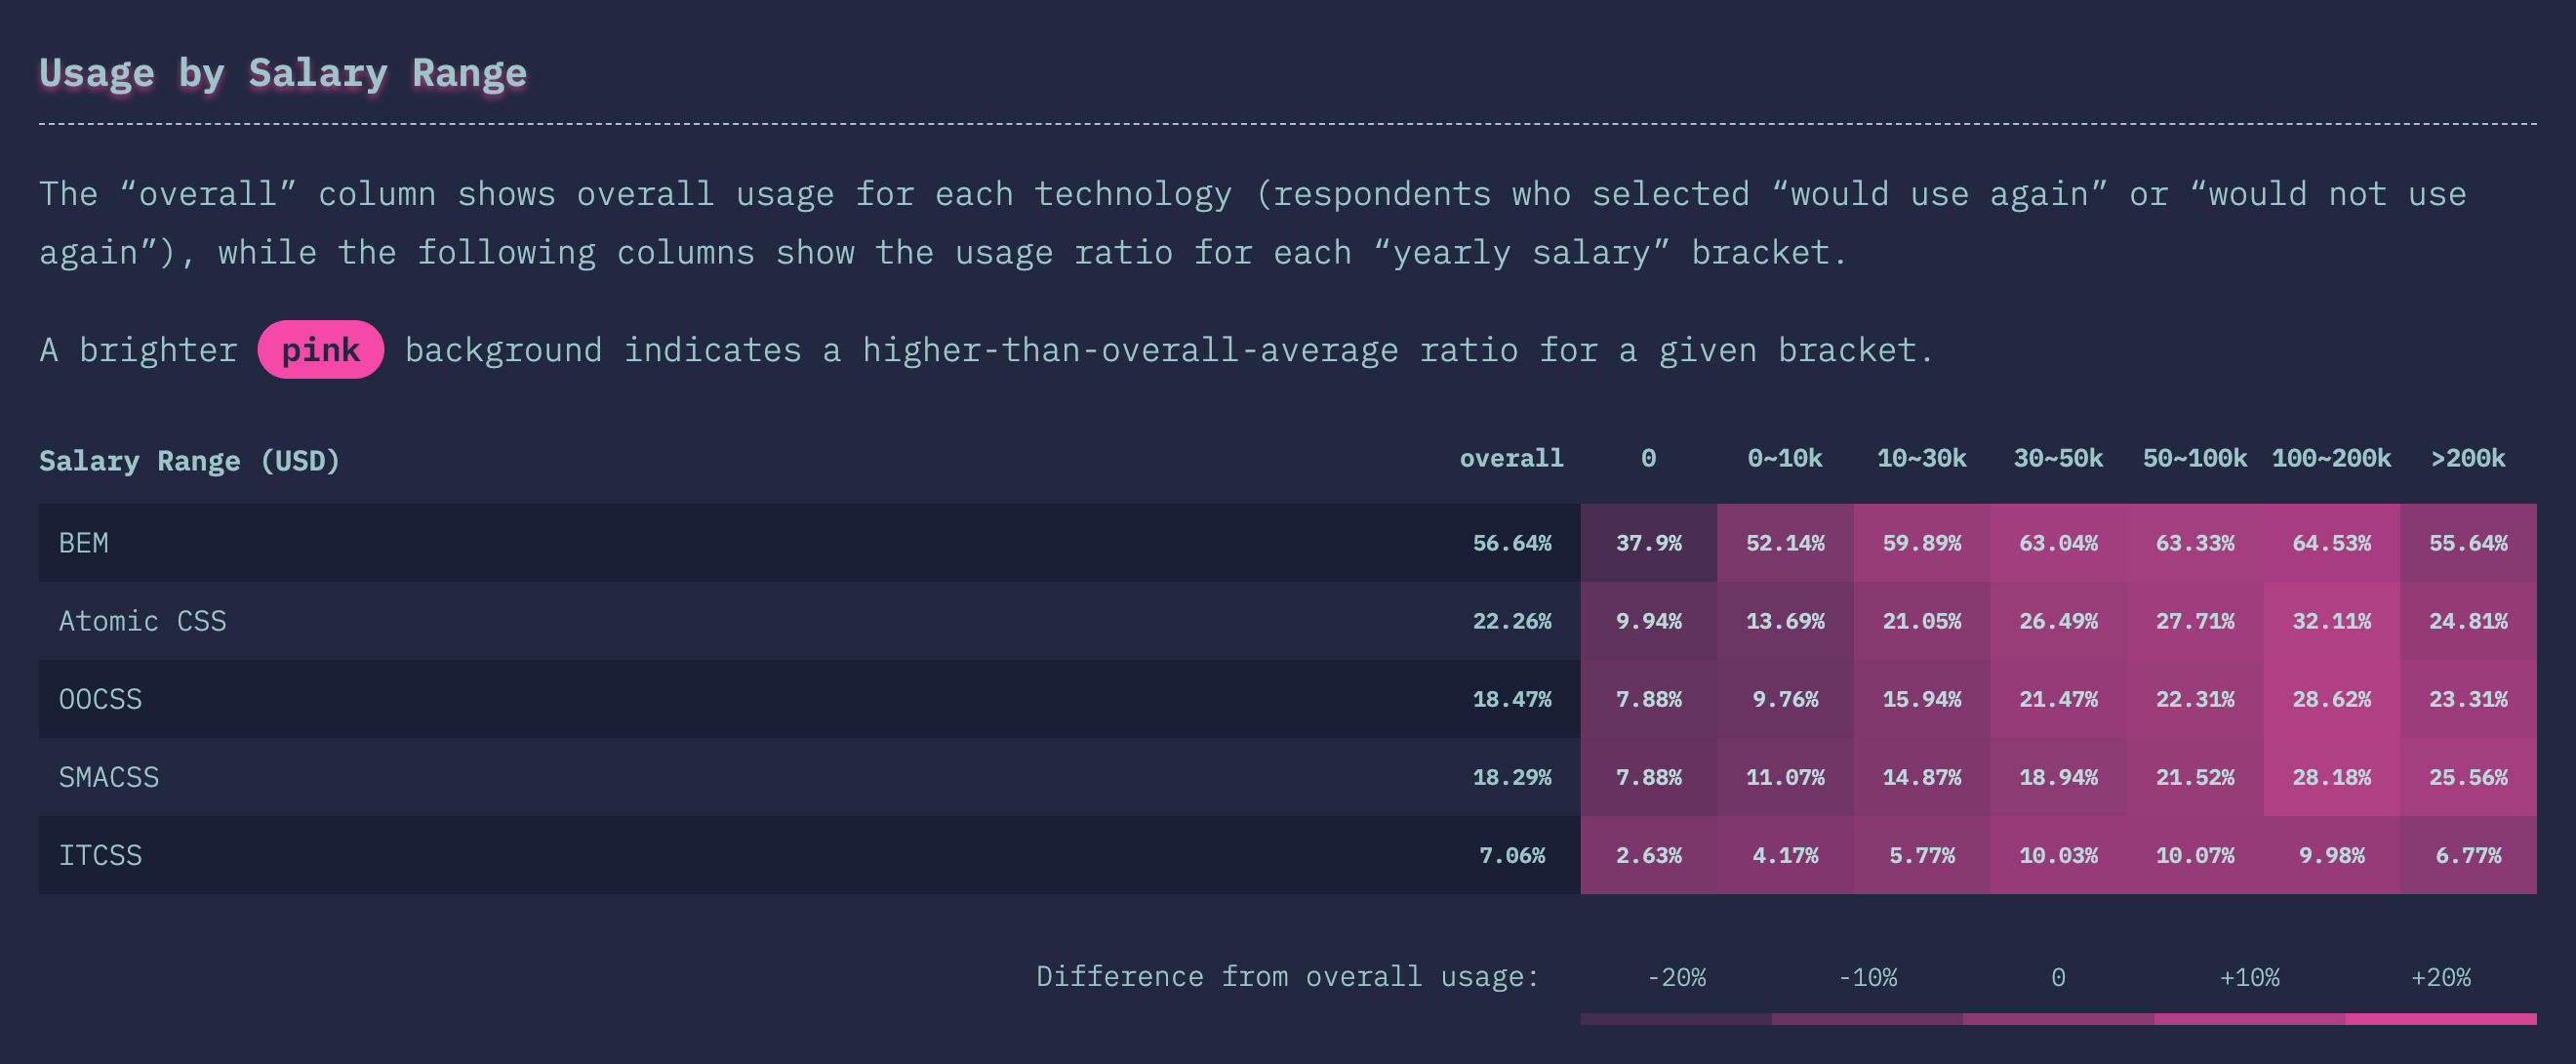 Usage by Salary Range
The “overall” column shows overall usage for each technology (respondents who selected “would use again” or “would not use
again”), while the following columns show the usage ratio for each “yearly salary” bracket.
A brighter pink background indicates a higher-than-overall-average ratio for a given bracket.
Salary Range (USD) overall 0 0~10k 10~30k 30~50k 50~100k 100~200k >200k
BEM 56.64% 37.9% 52.14% 59.89% 63.04% 63.33% 64.53% 55.64%
Atomic CSS 22.26% 9.94% 13.69% 21.05% 26.49% 27.71% 32.11% 24.81%
OOCSS 18.47% 7.88% 9.76% 15.94% 21.47% 22.31% 28.62% 23.31%
SMACSS 18.29% 7.88% 11.07% 14.87% 18.94% 21.52% 28.18% 25.56%
ITCSS 7.06% 2.63% 4.17% 5.77% 10.03% 10.07% 9.98% 6.77%
Difference from overall usage: -20% -10% 0 +10% +20%